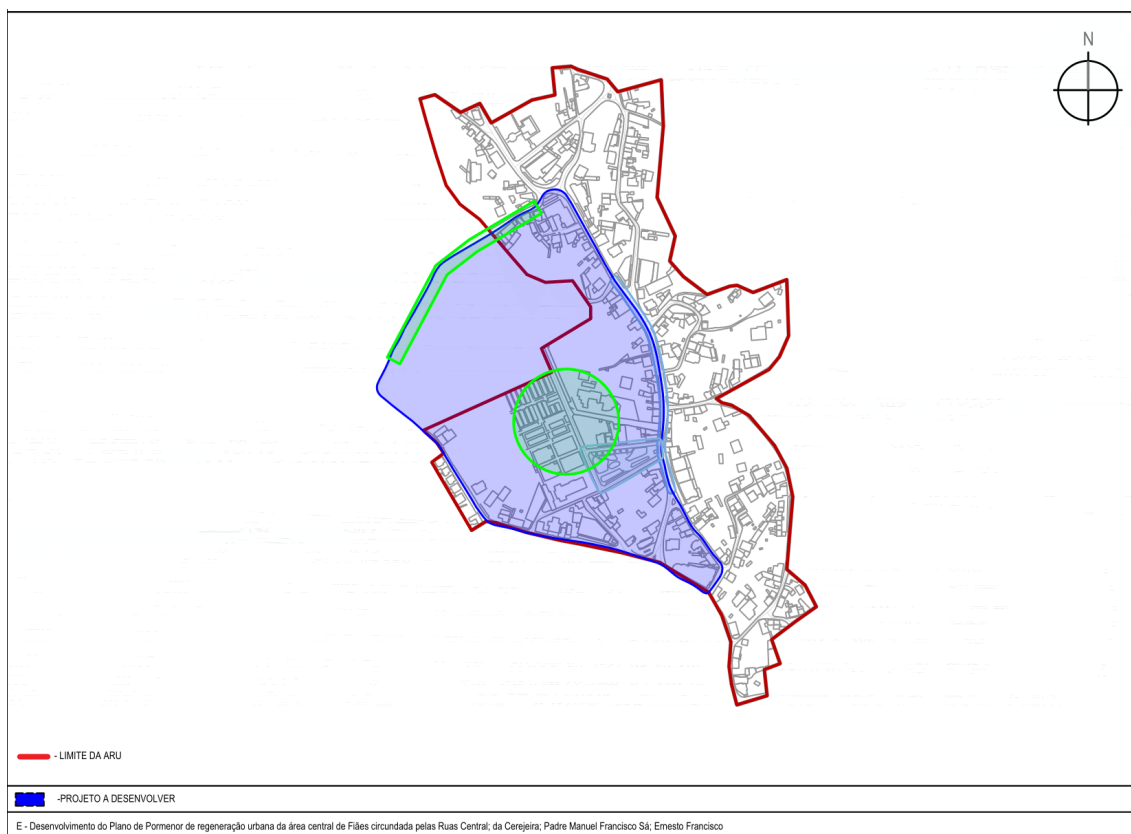 N
- LIMITE DA ARU
-PROJETO A DESENVOLVER
E - Desenvolvimento do Plano de Pormenor de regeneração urbana da área central de Fiães circundada pelas Ruas Central; da Cerejeira; Padre Manuel Francisco Sá; Ernesto Francisco